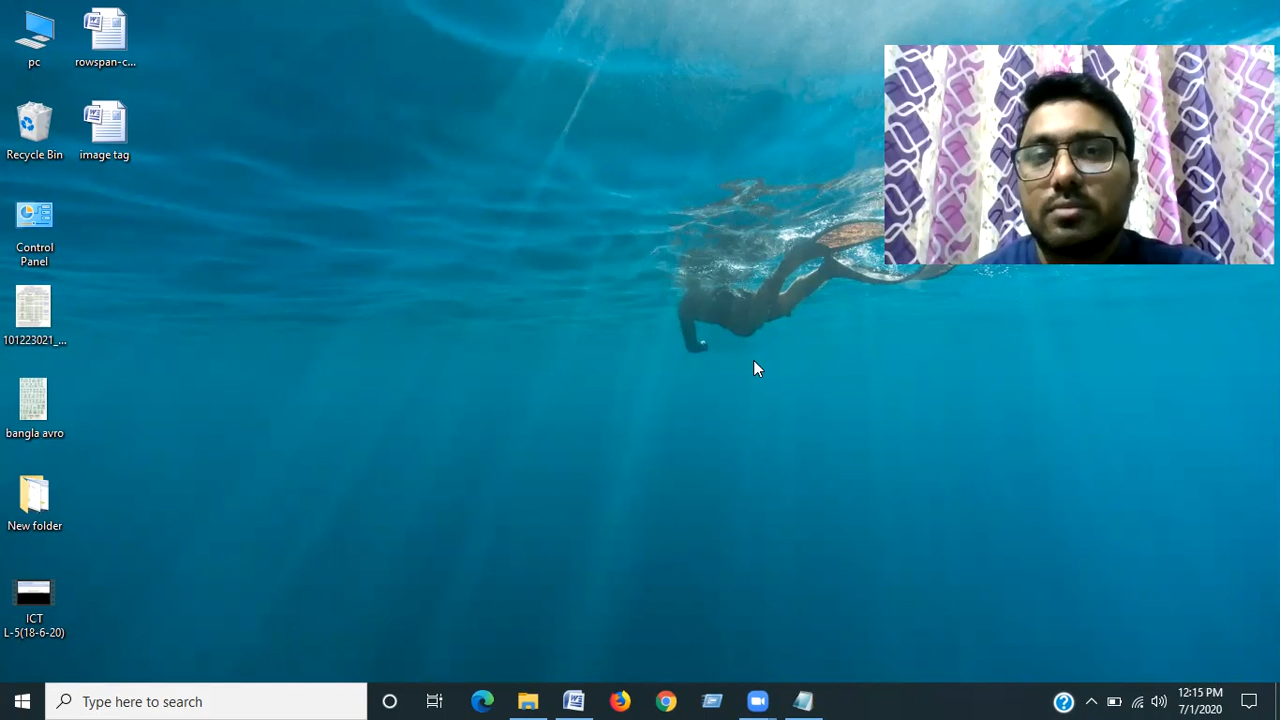 pc
rowspan-c...
Recycle Bin
image tag
Control
Panel
101223021_...
bangla avro
New folder
ICT
L-5(18-6-20)
Type here to search
12:15 PM
7/1/2020